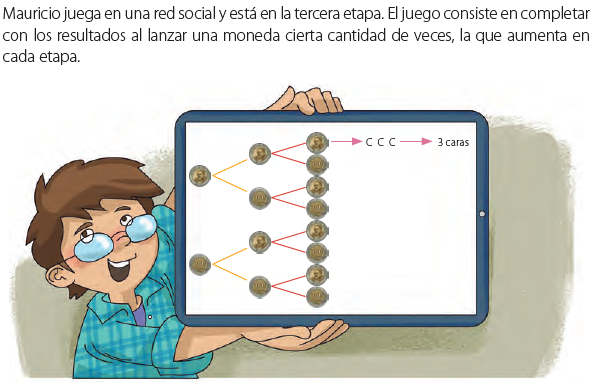 Mauricio juega en una red social y está en la tercera etapa. El juego consiste en completar
con los resultados al lanzar una moneda cierta cantidad de veces, la que aumenta en
cada etapa.
C C C 3 caras